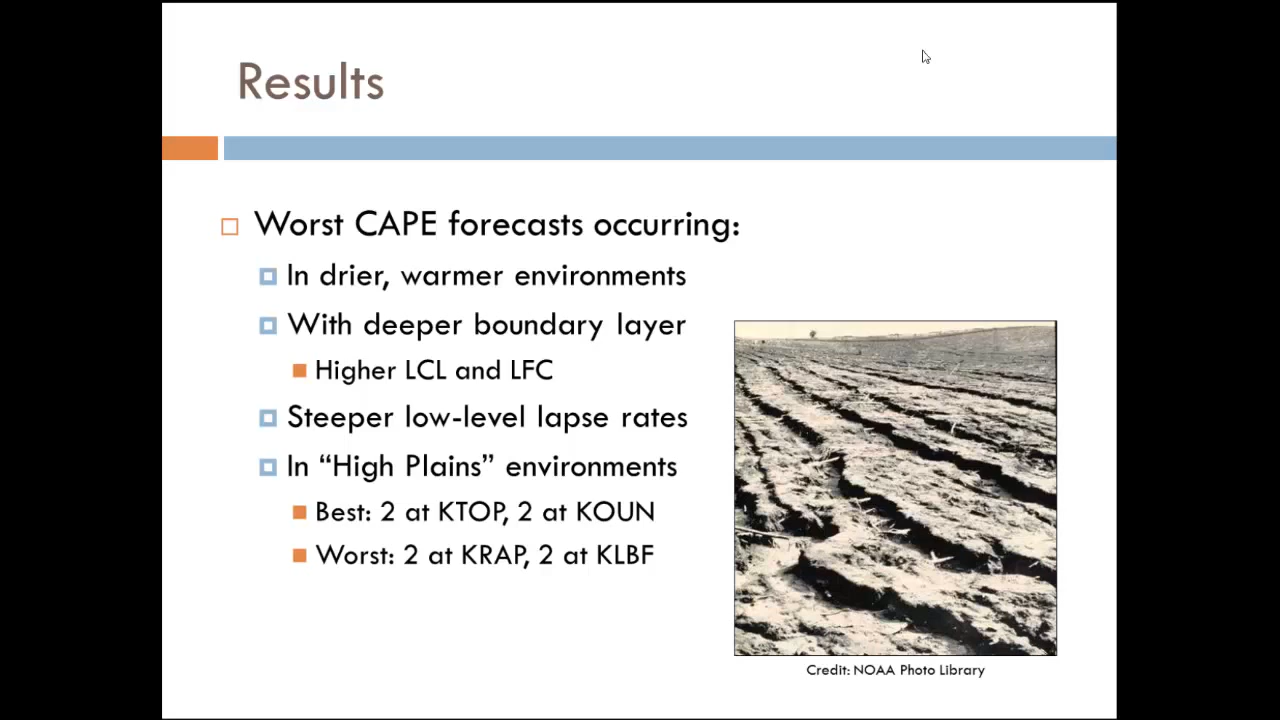 Results
Worst CAPE forecasts occurring:
In drier, warmer environments
With deeper boundary layer
Higher LCL and LFC
Steeper low-level lapse rates
In “High Plains” environments
Best: 2 at KTOP, 2 at KOUN
Worst: 2 at KRAP, 2 at KLBF
Credit: NOAA Photo Library